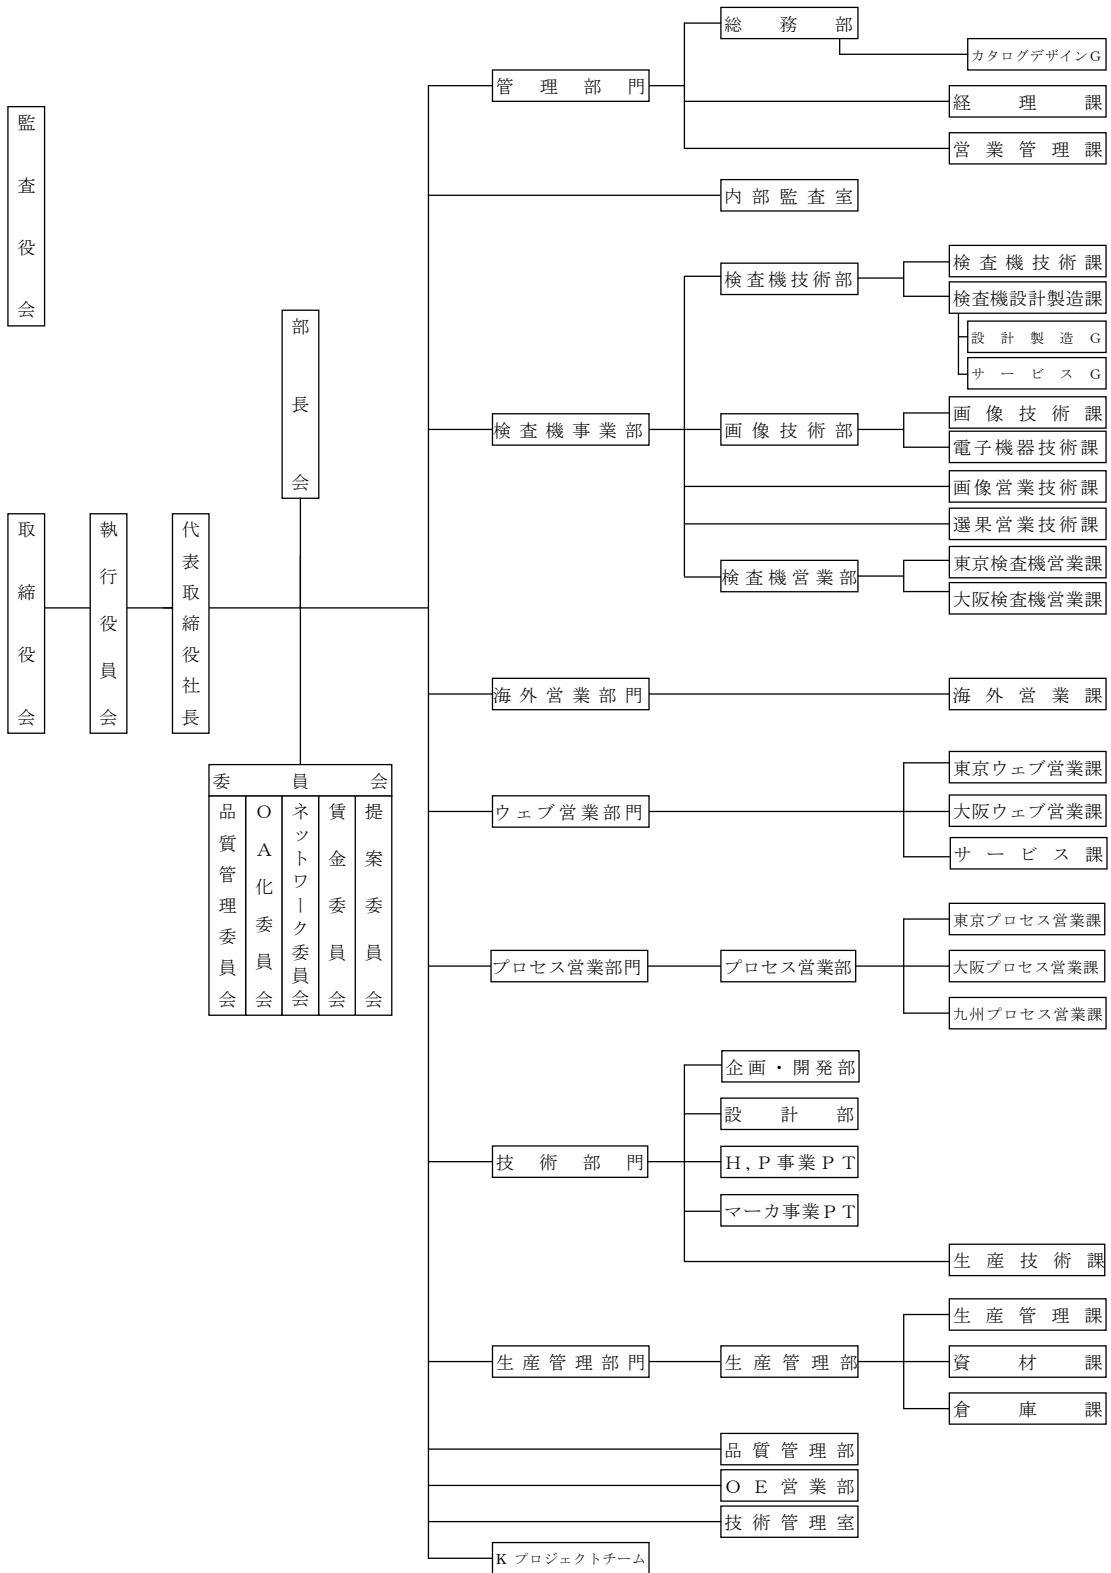 監査役会
取締役会
執行役員会
代表取締役社長
部長会
委員会
品質管理委員会
ＯＡ化委員会
ネットワーク委員会
賃金委員会
提案委員会
管理部門
総務部
カタログデザインＧ
経理課
営業管理課
内部監査室
検査機事業部
検査機技術部
検査機技術課
検査機設計製造課
設計製造Ｇ
サービスＧ
画像技術部
画像技術課
電子機器技術課
画像営業技術課
選果営業技術課
検査機営業部
東京検査機営業課
大阪検査機営業課
海外営業部門
海外営業課
ウェブ営業部門
東京ウェブ営業課
大阪ウェブ営業課
サービス課
プロセス営業部門
プロセス営業部
東京プロセス営業課
大阪プロセス営業課
九州プロセス営業課
技術部門
企画・開発部
設計部
Ｈ，Ｐ事業ＰＴ
マーカ事業ＰＴ
生産技術課
生産管理部門
生産管理部
生産管理課
資材課
倉庫課
品質管理部
ＯＥ営業部
技術管理室
K プロジェクトチーム